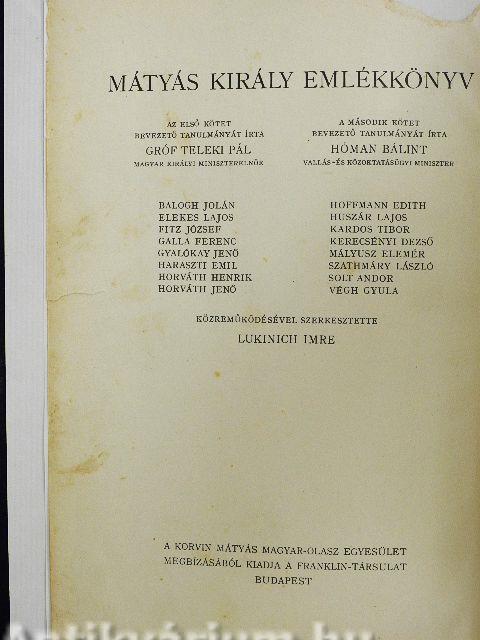 MÁTYÁS KIRÁLY EMLÉKKÖNYV
AZ ELSŐ KÖTET
BEVEZETŐ TANULMÁNYÁT ÍRTA
GRÓF TELEKI PÁL
MAGYAR KIRÁLYI MINISZTERELNÖK
A MÁSODIK KÖTET
BEVEZETŐ TANULMÁNYÁT ÍRTA
HÓMAN BÁLINT
VALLÁS- ÉS KÖZOKTATÁSÜGYI MINISZTER
BALOGH JOLÁN
ELEKES LAJOS
FITZ JÓZSEF
GALLA FERENC
GYALÓKAY JENŐ
HARASZTI EMIL
HORVÁTH HENRIK
HORVÁTH JENŐ
HOFFMANN EDITH
HUSZÁR LAJOS
KARDOS TIBOR
KERECSÉNYI DEZSŐ
MÁLYUSZ ELEMÉR
SZATHMÁRY LÁSZLÓ
SOLT ANDOR
VÉGH GYULA
KÖZREMŰKÖDÉSÉVEL SZERKESZTETTE
LUKINICH IMRE
A KORVIN MÁTYÁS MAGYAR-OLASZ EGYESÜLET
MEGBÍZÁSÁBÓL KIADJA A FRANKLIN-TÁRSULAT
BUDAPEST
Antikvárium.hu